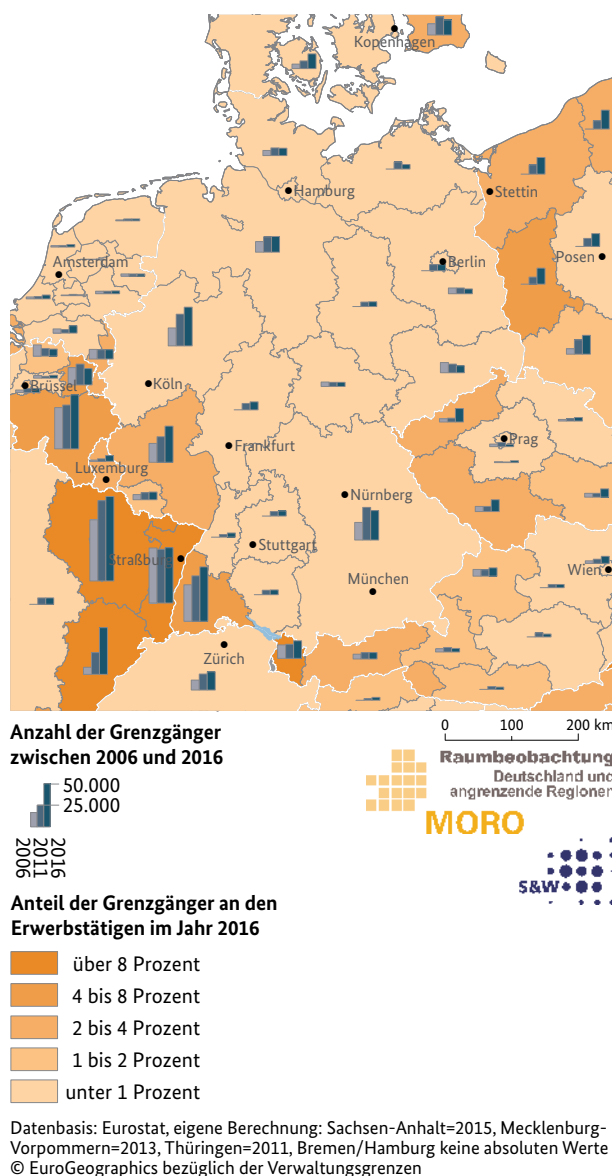 Kopenhagen
Hamburg
Stettin
Amsterdam
Berlin
Posen
Brüssel
Köln
Prag
Frankfurt
Luxemburg
Nürnberg
Straßburg
Stuttgart
Wien
München
Zürich
Anzahl der Grenzgänger
zwischen 2006 und 2016
50.000
25.000
2006
2011
2016
0 100 200 km
Raumbeobachtung
Deutschland und
angrenzende Regionen
MORO
S&W
Anteil der Grenzgänger an den
Erwerbstätigen im Jahr 2016
über 8 Prozent
4 bis 8 Prozent
2 bis 4 Prozent
1 bis 2 Prozent
unter 1 Prozent
Datenbasis: Eurostat, eigene Berechnung: Sachsen-Anhalt=2015, Mecklenburg-
Vorpommern=2013, Thüringen=2011, Bremen/Hamburg keine absoluten Werte
© EuroGeographics bezüglich der Verwaltungsgrenzen